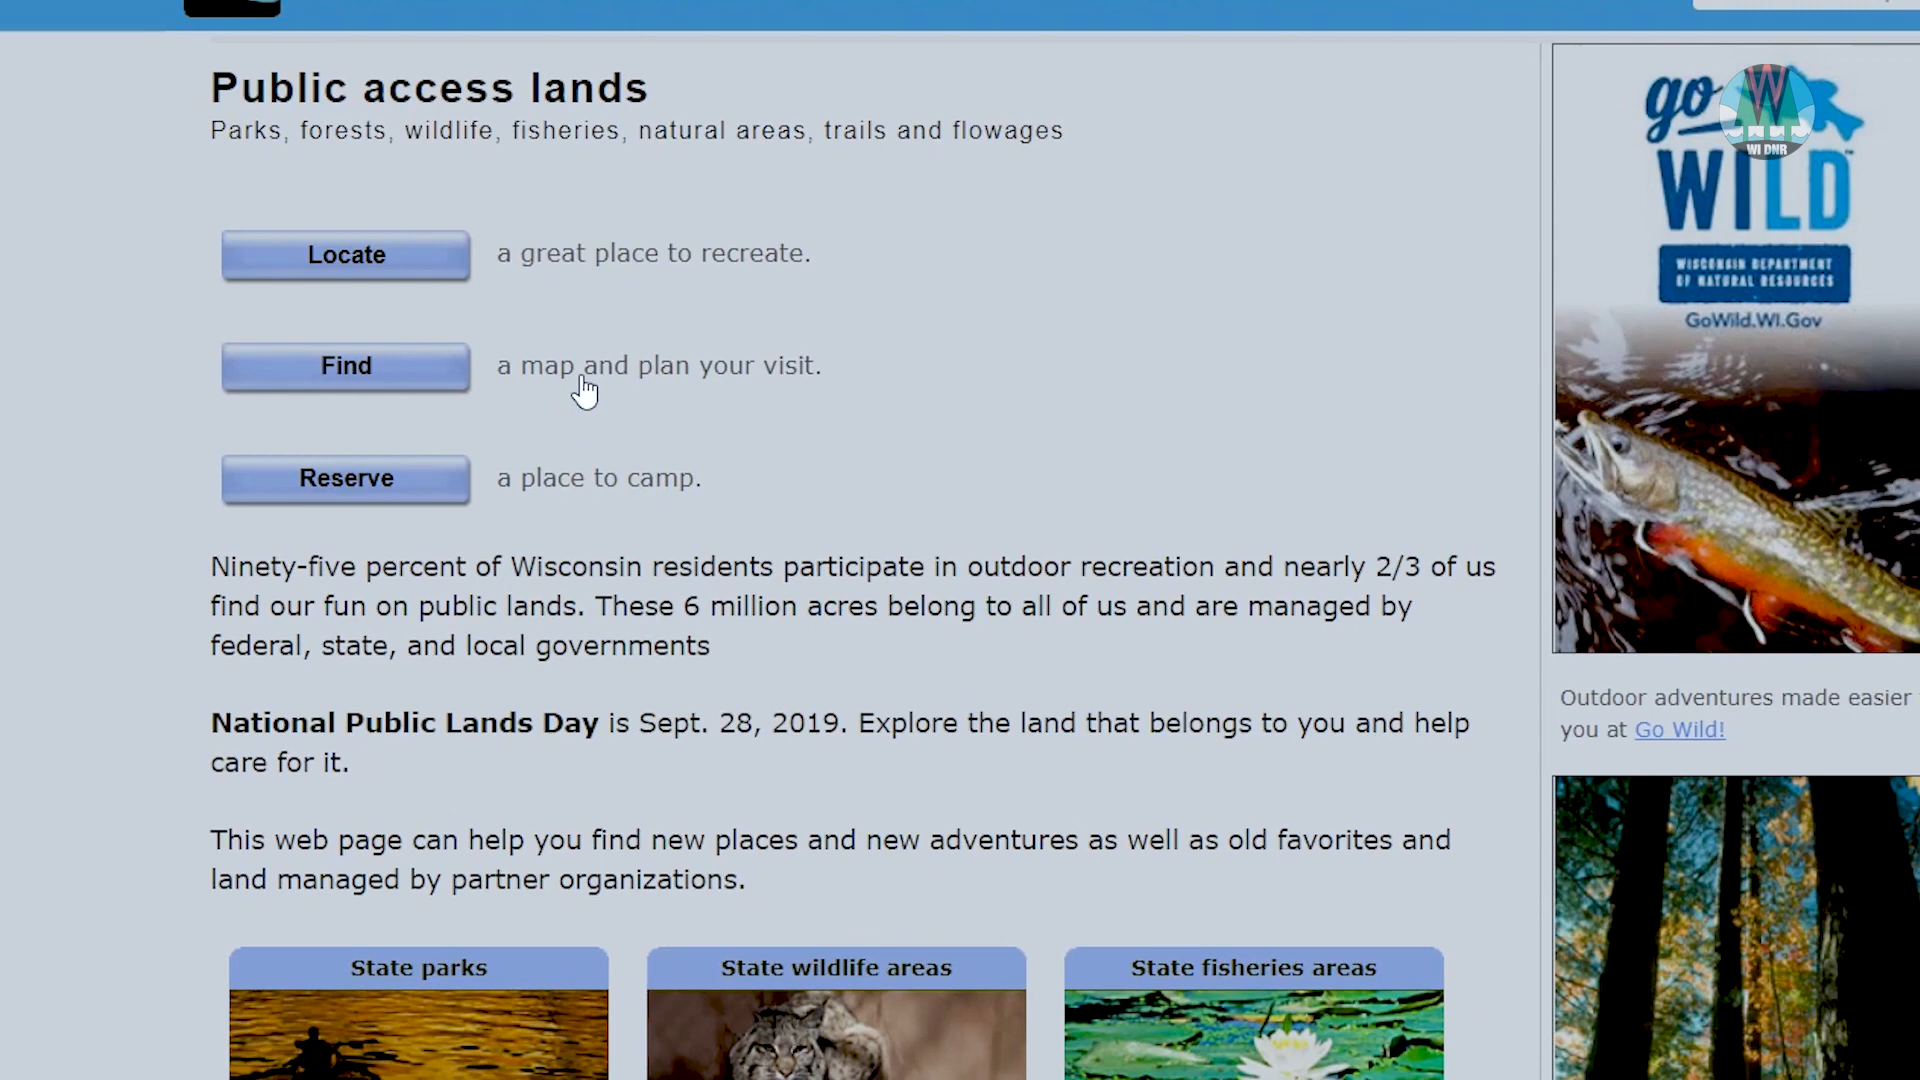 Public access lands
Parks, forests, wildlife, fisheries, natural areas, trails and flowages
Locate
a great place to recreate.
Find
a map and plan your visit.
Reserve
a place to camp.
Ninety-five percent of Wisconsin residents participate in outdoor recreation and nearly 2/3 of us
find our fun on public lands. These 6 million acres belong to all of us and are managed by
federal, state, and local governments
National Public Lands Day is Sept. 28, 2019. Explore the land that belongs to you and help
care for it.
This web page can help you find new places and new adventures as well as old favorites and
land managed by partner organizations.
State parks
State wildlife areas
State fisheries areas
go
WILD
WI DNR
WISCONSIN DEPARTMENT
OF NATURAL RESOURCES
GoWild.WI.Gov
Outdoor adventures made easier
you at Go Wild!